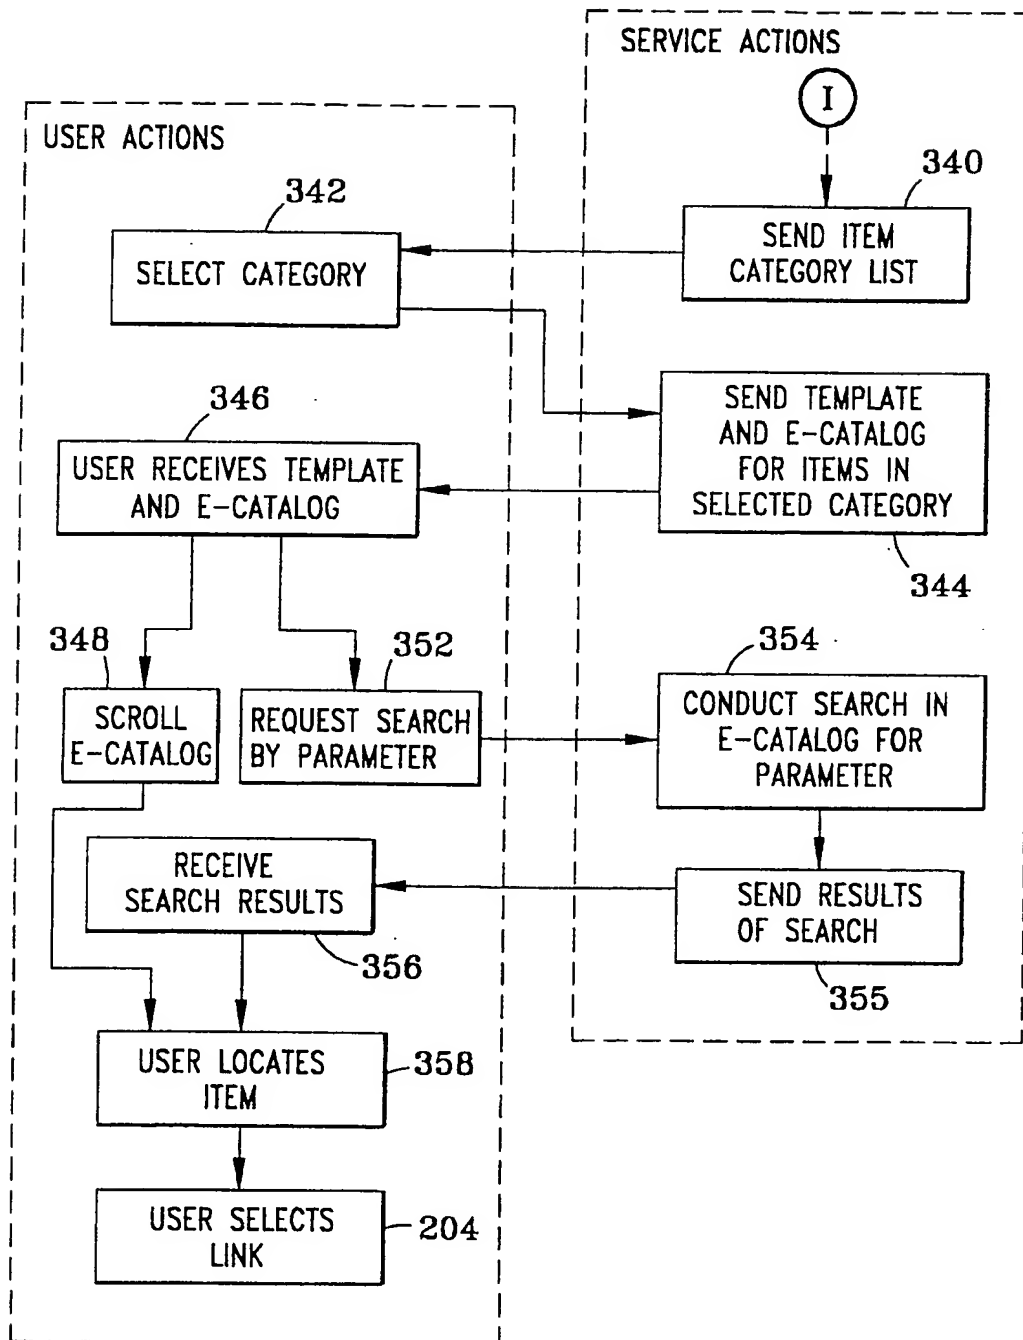 SERVICE ACTIONS
I
USER ACTIONS
340
342
SEND ITEM
CATEGORY LIST
SELECT CATEGORY
346
SEND TEMPLATE
AND E-CATALOG
FOR ITEMS IN
SELECTED CATEGORY
USER RECEIVES TEMPLATE
AND E-CATALOG
344
348
352
354
SCROLL
E-CATALOG
REQUEST SEARCH
BY PARAMETER
CONDUCT SEARCH IN
E-CATALOG FOR
PARAMETER
RECEIVE
SEARCH RESULTS
SEND RESULTS
OF SEARCH
356
355
USER LOCATES
ITEM
358
USER SELECTS
LINK
204